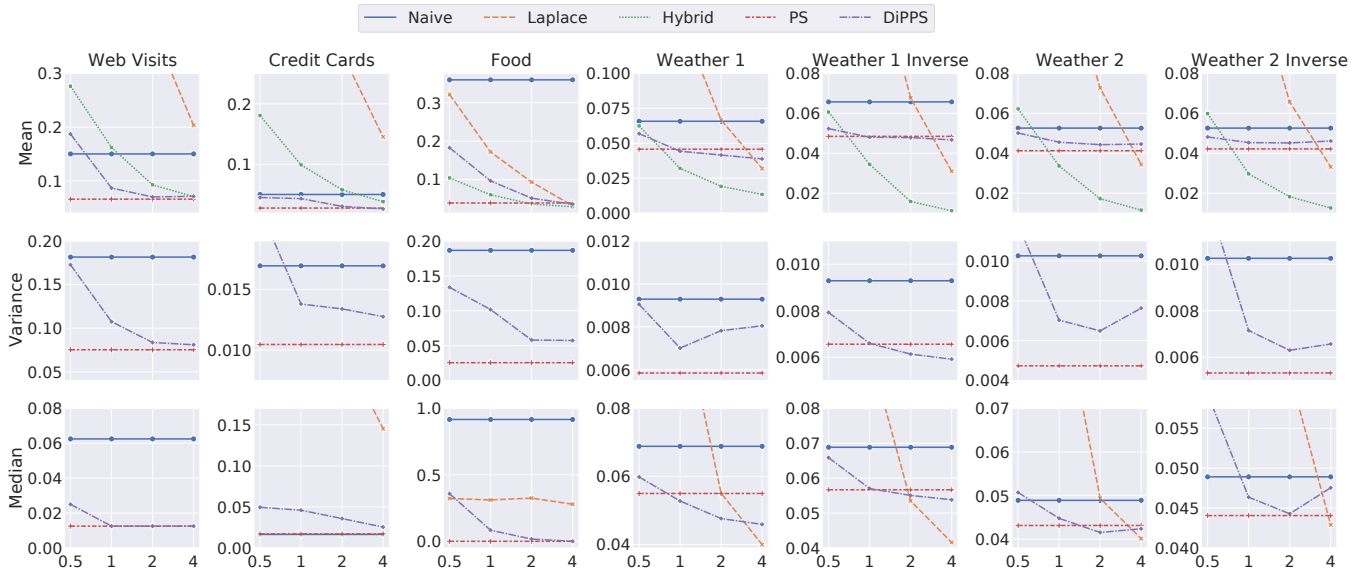 Naive Laplace Hybrid PS DiPPS
Web Visits Credit Cards Food Weather 1 Weather 1 Inverse Weather 2 Weather 2 Inverse
Mean
0.3 0.2 0.1
0.2 0.1
0.3 0.2 0.1
0.100 0.075 0.050 0.025 0.000
0.08 0.06 0.04 0.02
0.08 0.06 0.04 0.02
0.08 0.06 0.04 0.02
Variance
0.20 0.15 0.10 0.05
0.015 0.010
0.20 0.15 0.10 0.05 0.00
0.012 0.010 0.008 0.006
0.010 0.008 0.006
0.010 0.008 0.006 0.004
0.010 0.008 0.006
Median
0.08 0.06 0.04 0.02 0.00
0.15 0.10 0.05 0.00
1.0 0.5 0.0
0.08 0.06 0.04
0.08 0.07 0.06 0.05 0.04
0.07 0.06 0.05 0.04
0.055 0.050 0.045 0.040
0.5 1 2 4 0.5 1 2 4 0.5 1 2 4 0.5 1 2 4 0.5 1 2 4 0.5 1 2 4 0.5 1 2 4